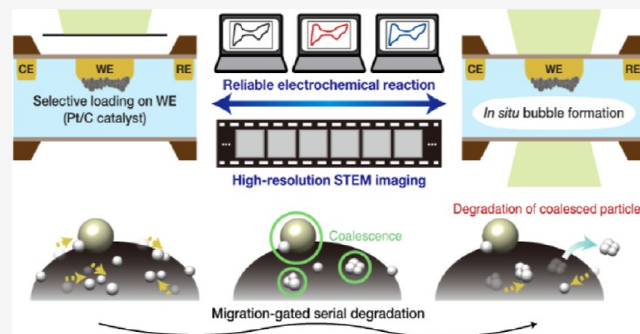 CE
WE
RE
Selective loading on WE
(Pt/C catalyst)
Reliable electrochemical reaction
...
...
High-resolution STEM imaging
CE
WE
RE
In situ bubble formation
Coalescence
Degradation of coalesced particle
Migration-gated serial degradation